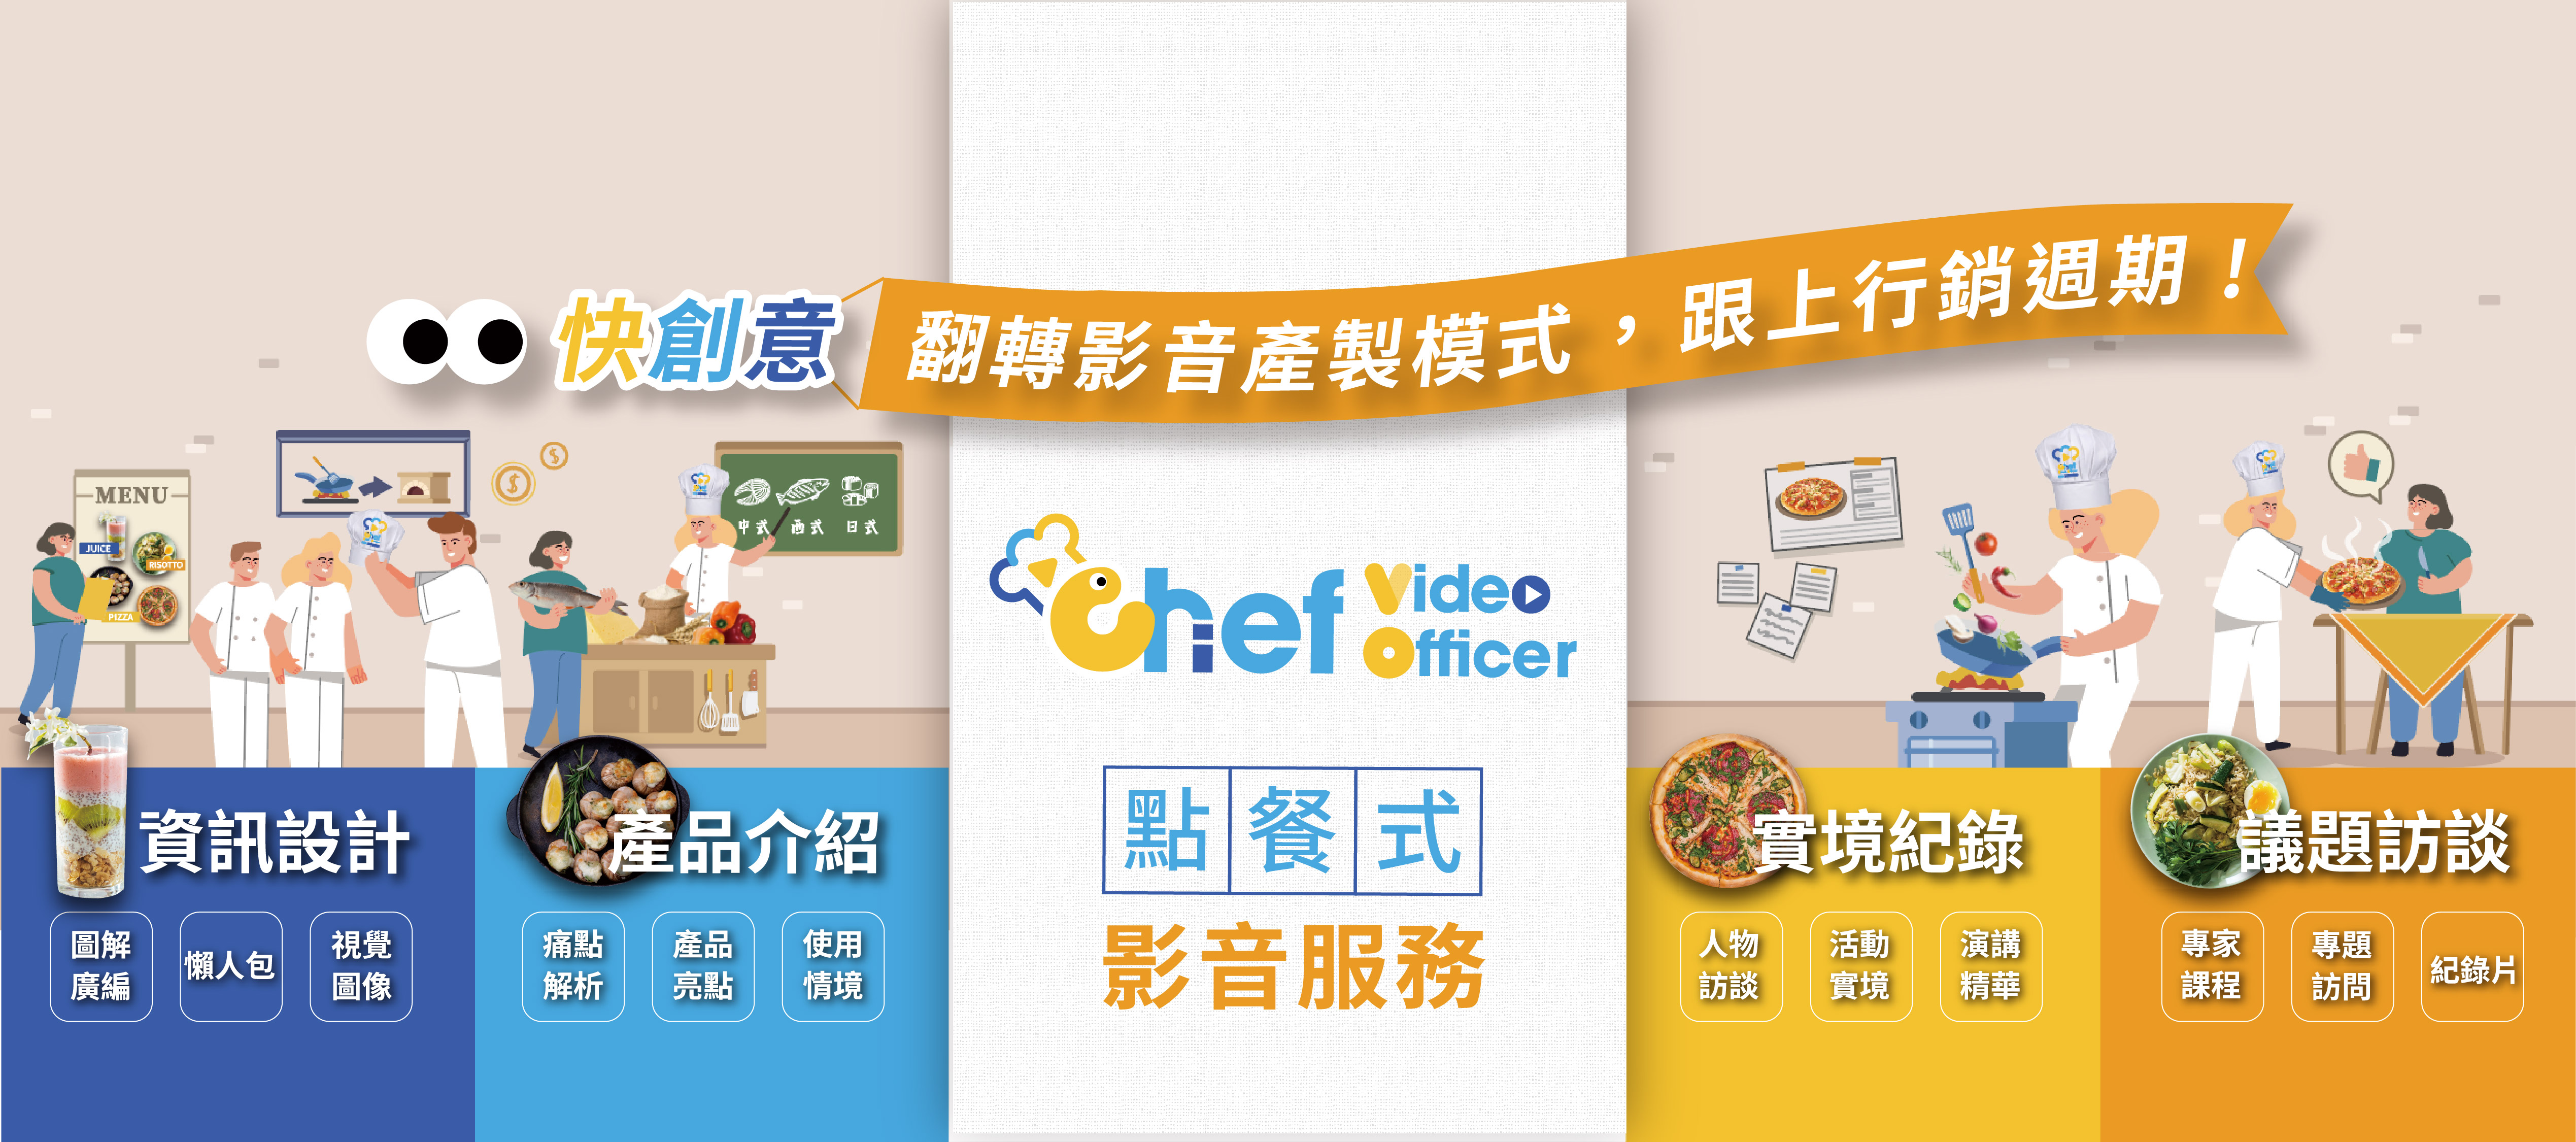 快創意
翻轉影音產製模式，跟上行銷週期！
MENU
JUICE
RISOTTO
PIZZA
中式 西式 日式
Chef Video Officer
點餐式
影音服務
資訊設計
圖解
廣編
懶人包
視覺
圖像
產品介紹
痛點
解析
產品
亮點
使用
情境
實境紀錄
人物
訪談
活動
實境
演講
精華
議題訪談
專家
課程
專題
訪問
紀錄片